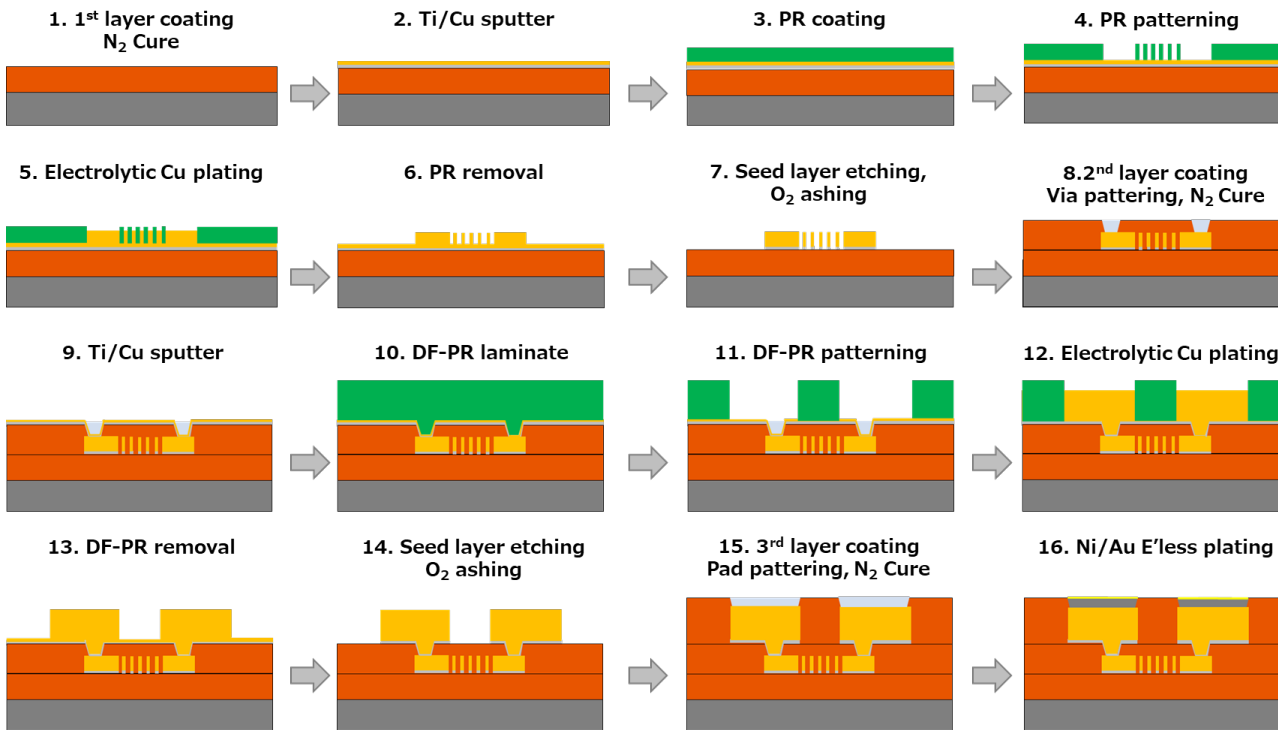 1. 1st layer coating
N2 Cure
2. Ti/Cu sputter
3. PR coating
4. PR patterning
5. Electrolytic Cu plating
6. PR removal
7. Seed layer etching,
O2 ashing
8.2nd layer coating
Via pattering, N2 Cure
9. Ti/Cu sputter
10. DF-PR laminate
11. DF-PR patterning
12. Electrolytic Cu plating
13. DF-PR removal
14. Seed layer etching
O2 ashing
15. 3rd layer coating
Pad pattering, N2 Cure
16. Ni/Au E'less plating